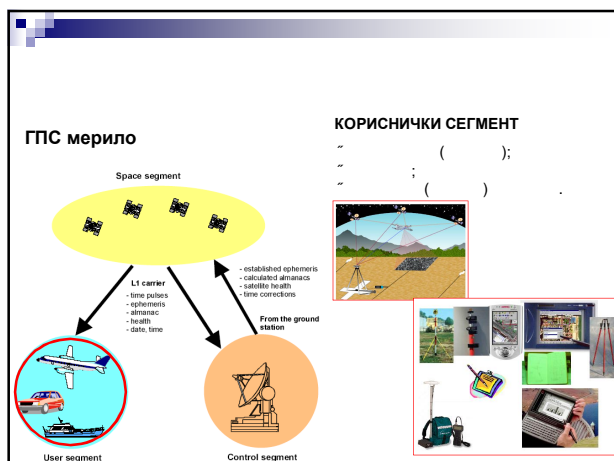 ГПС мерило
Space segment
L1 carrier
- time pulses
- ephemeris
- almanac
- health
- date, time
- established ephemeris
- calculated almanacs
- satellite health
- time corrections
From the ground
station
User segment
Control segment
КОРИСНИЧКИ СЕГМЕНТ
˝ ( );
˝ ;
˝ ( ) .